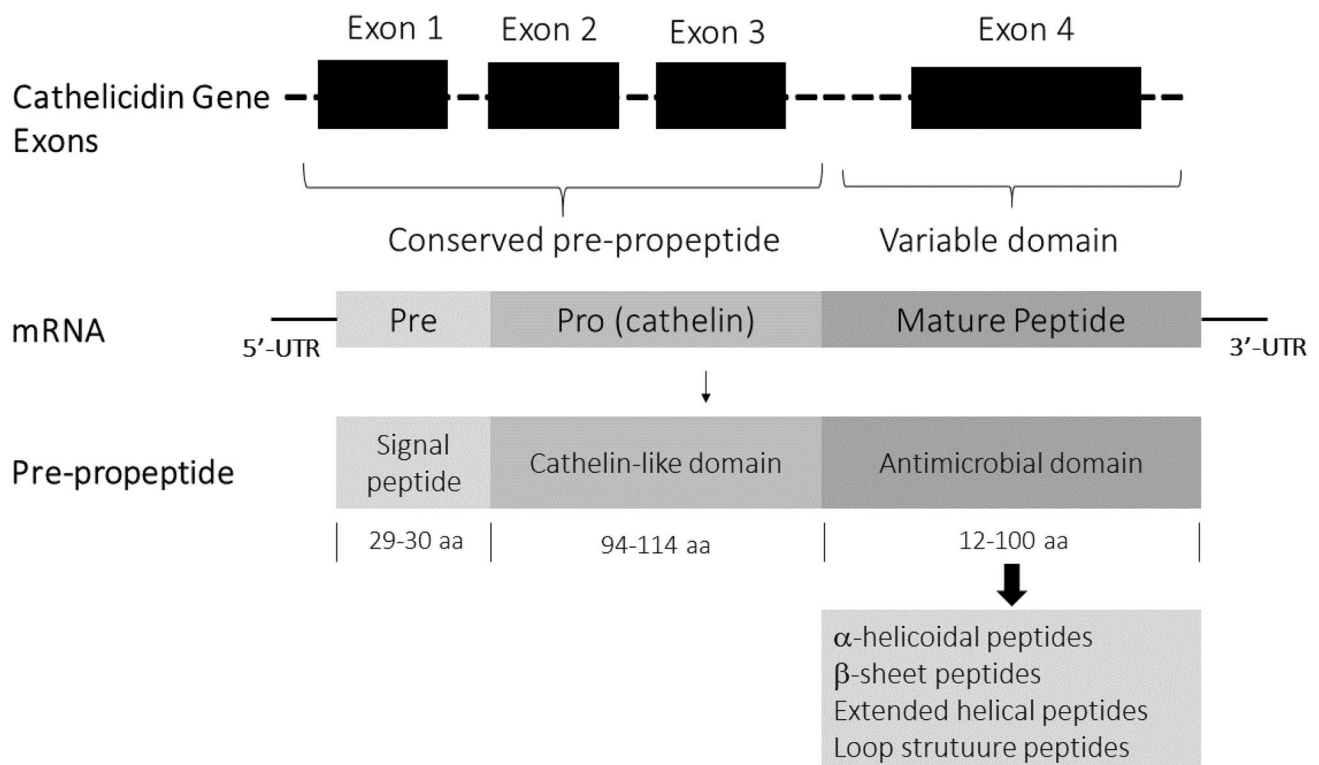 Exon 1
Exon 2
Exon 3
Exon 4
Cathelicidin Gene
Exons
Conserved pre-propeptide
Variable domain
mRNA
5’-UTR
Pre
Pro (cathelin)
Mature Peptide
3’-UTR
Pre-propeptide
Signal
peptide
Cathelin-like domain
Antimicrobial domain
29-30 aa
94-114 aa
12-100 aa
α-helicoidal peptides
β-sheet peptides
Extended helical peptides
Loop strutuure peptides